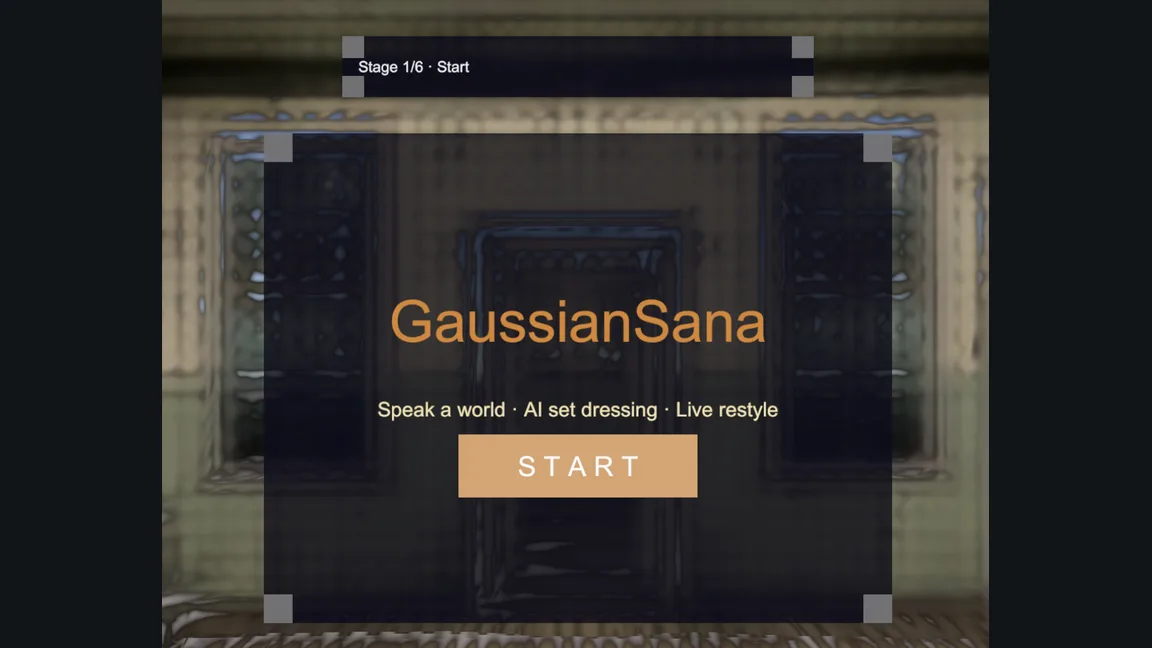 Stage 1/6 · Start
GaussianSana
Speak a world · AI set dressing · Live restyle
START